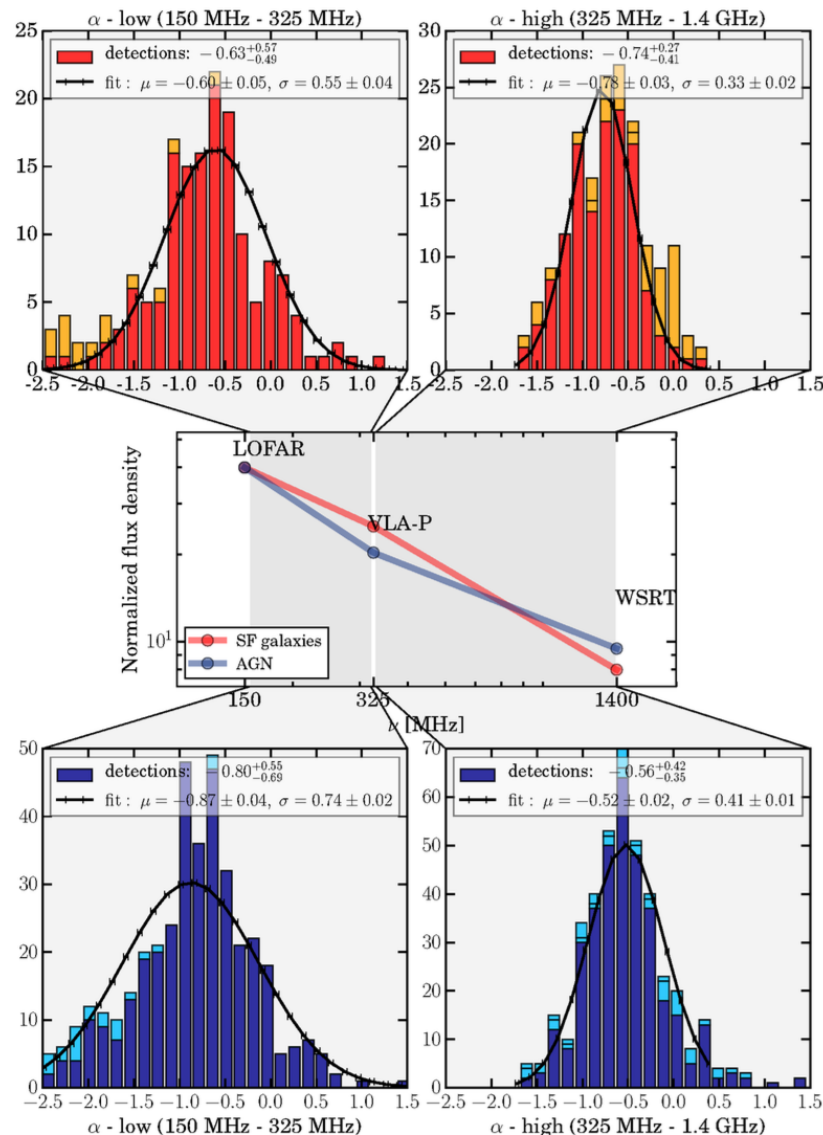 α - low (150 MHz - 325 MHz)
α - high (325 MHz - 1.4 GHz)
25
20
15
10
5
0
detections: −0.63 +0.57 −0.49
fit : μ = −0.60 ± 0.05, σ = 0.55 ± 0.04
-2.5 -2.0 -1.5 -1.0 -0.5 0.0 0.5 1.0 1.5
30
25
20
15
10
5
0
detections: −0.74 +0.27 −0.41
fit : μ = −0.78 ± 0.03, σ = 0.33 ± 0.02
-2.5 -2.0 -1.5 -1.0 -0.5 0.0 0.5 1.0 1.5
Normalized flux density
10¹
LOFAR
VLA-P
WSRT
SF galaxies
AGN
150 325 1400
ν [MHz]
50
40
30
20
10
0
detections: 0.80 +0.55 −0.69
fit : μ = −0.87 ± 0.04, σ = 0.74 ± 0.02
−2.5 −2.0 −1.5 −1.0 −0.5 0.0 0.5 1.0 1.5
α - low (150 MHz - 325 MHz)
70
60
50
40
30
20
10
0
detections: −0.56 +0.42 −0.35
fit : μ = −0.52 ± 0.02, σ = 0.41 ± 0.01
−2.5 −2.0 −1.5 −1.0 −0.5 0.0 0.5 1.0 1.5
α - high (325 MHz - 1.4 GHz)